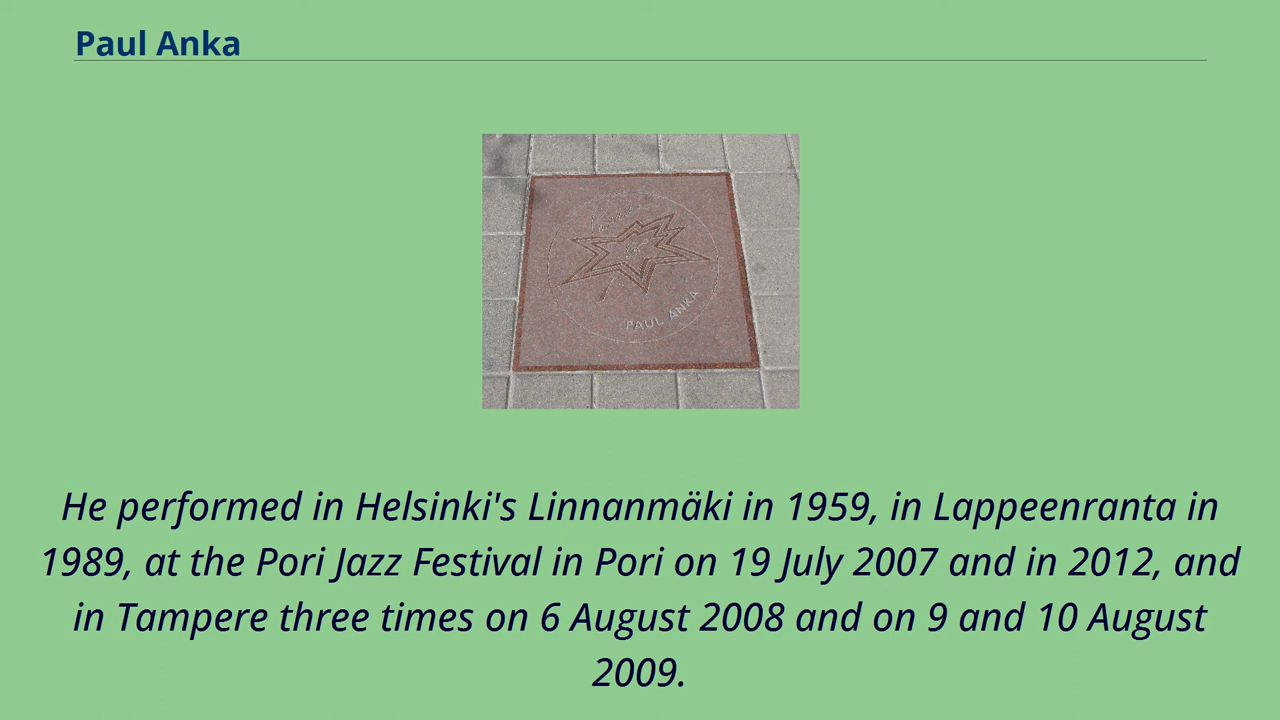 Paul Anka
PAUL ANKA
He performed in Helsinki's Linnanmäki in 1959, in Lappeenranta in
1989, at the Pori Jazz Festival in Pori on 19 July 2007 and in 2012, and
in Tampere three times on 6 August 2008 and on 9 and 10 August
2009.